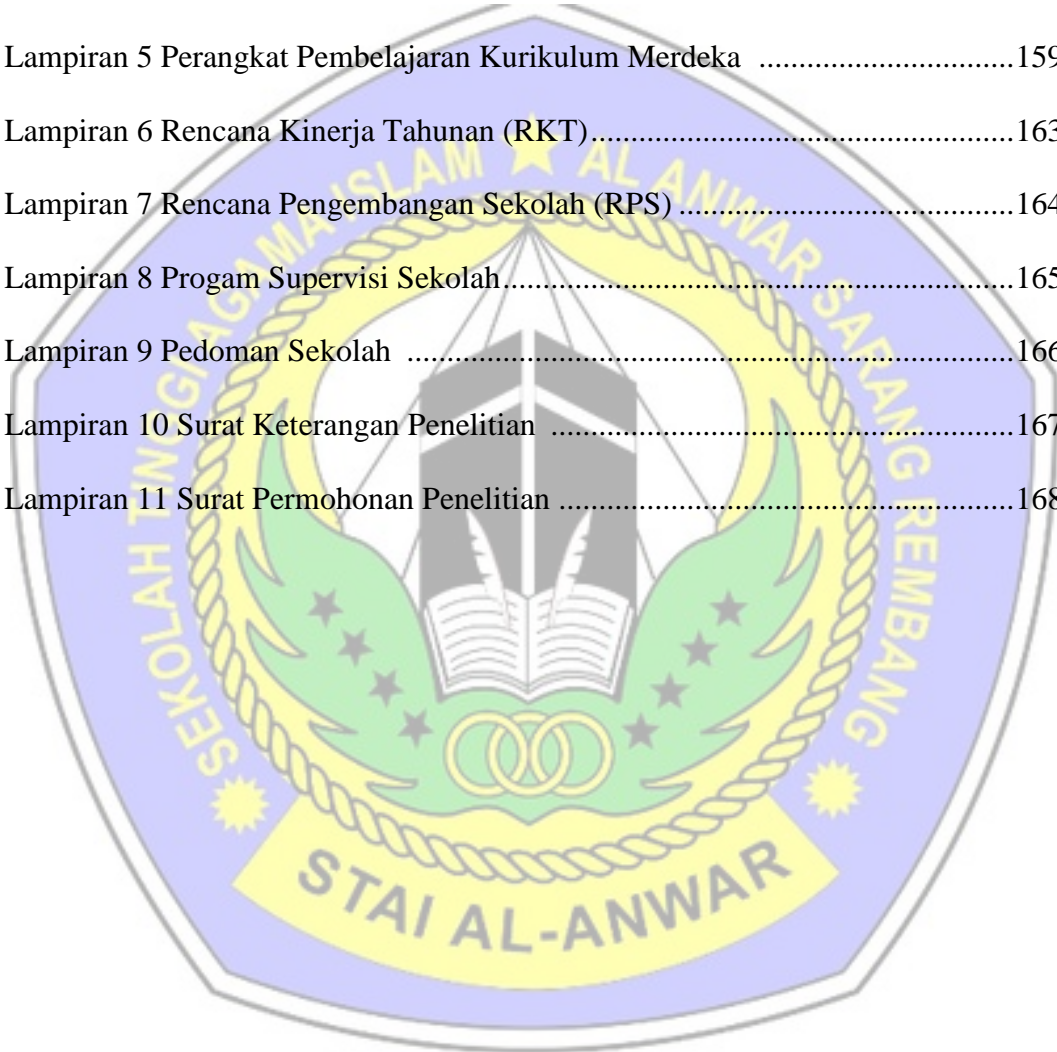 Lampiran 5 Perangkat Pembelajaran Kurikulum Merdeka ................................159
Lampiran 6 Rencana Kinerja Tahunan (RKT)....................................................163
Lampiran 7 Rencana Pengembangan Sekolah (RPS) .........................................164
Lampiran 8 Progam Supervisi Sekolah...............................................................165
Lampiran 9 Pedoman Sekolah ...........................................................................166
Lampiran 10 Surat Keterangan Penelitian .........................................................167
Lampiran 11 Surat Permohonan Penelitian ........................................................168
SEKOLAH TINGGI AGAMA ISLAM AL ANWAR SARANG REMBANG
STAI AL-ANWAR